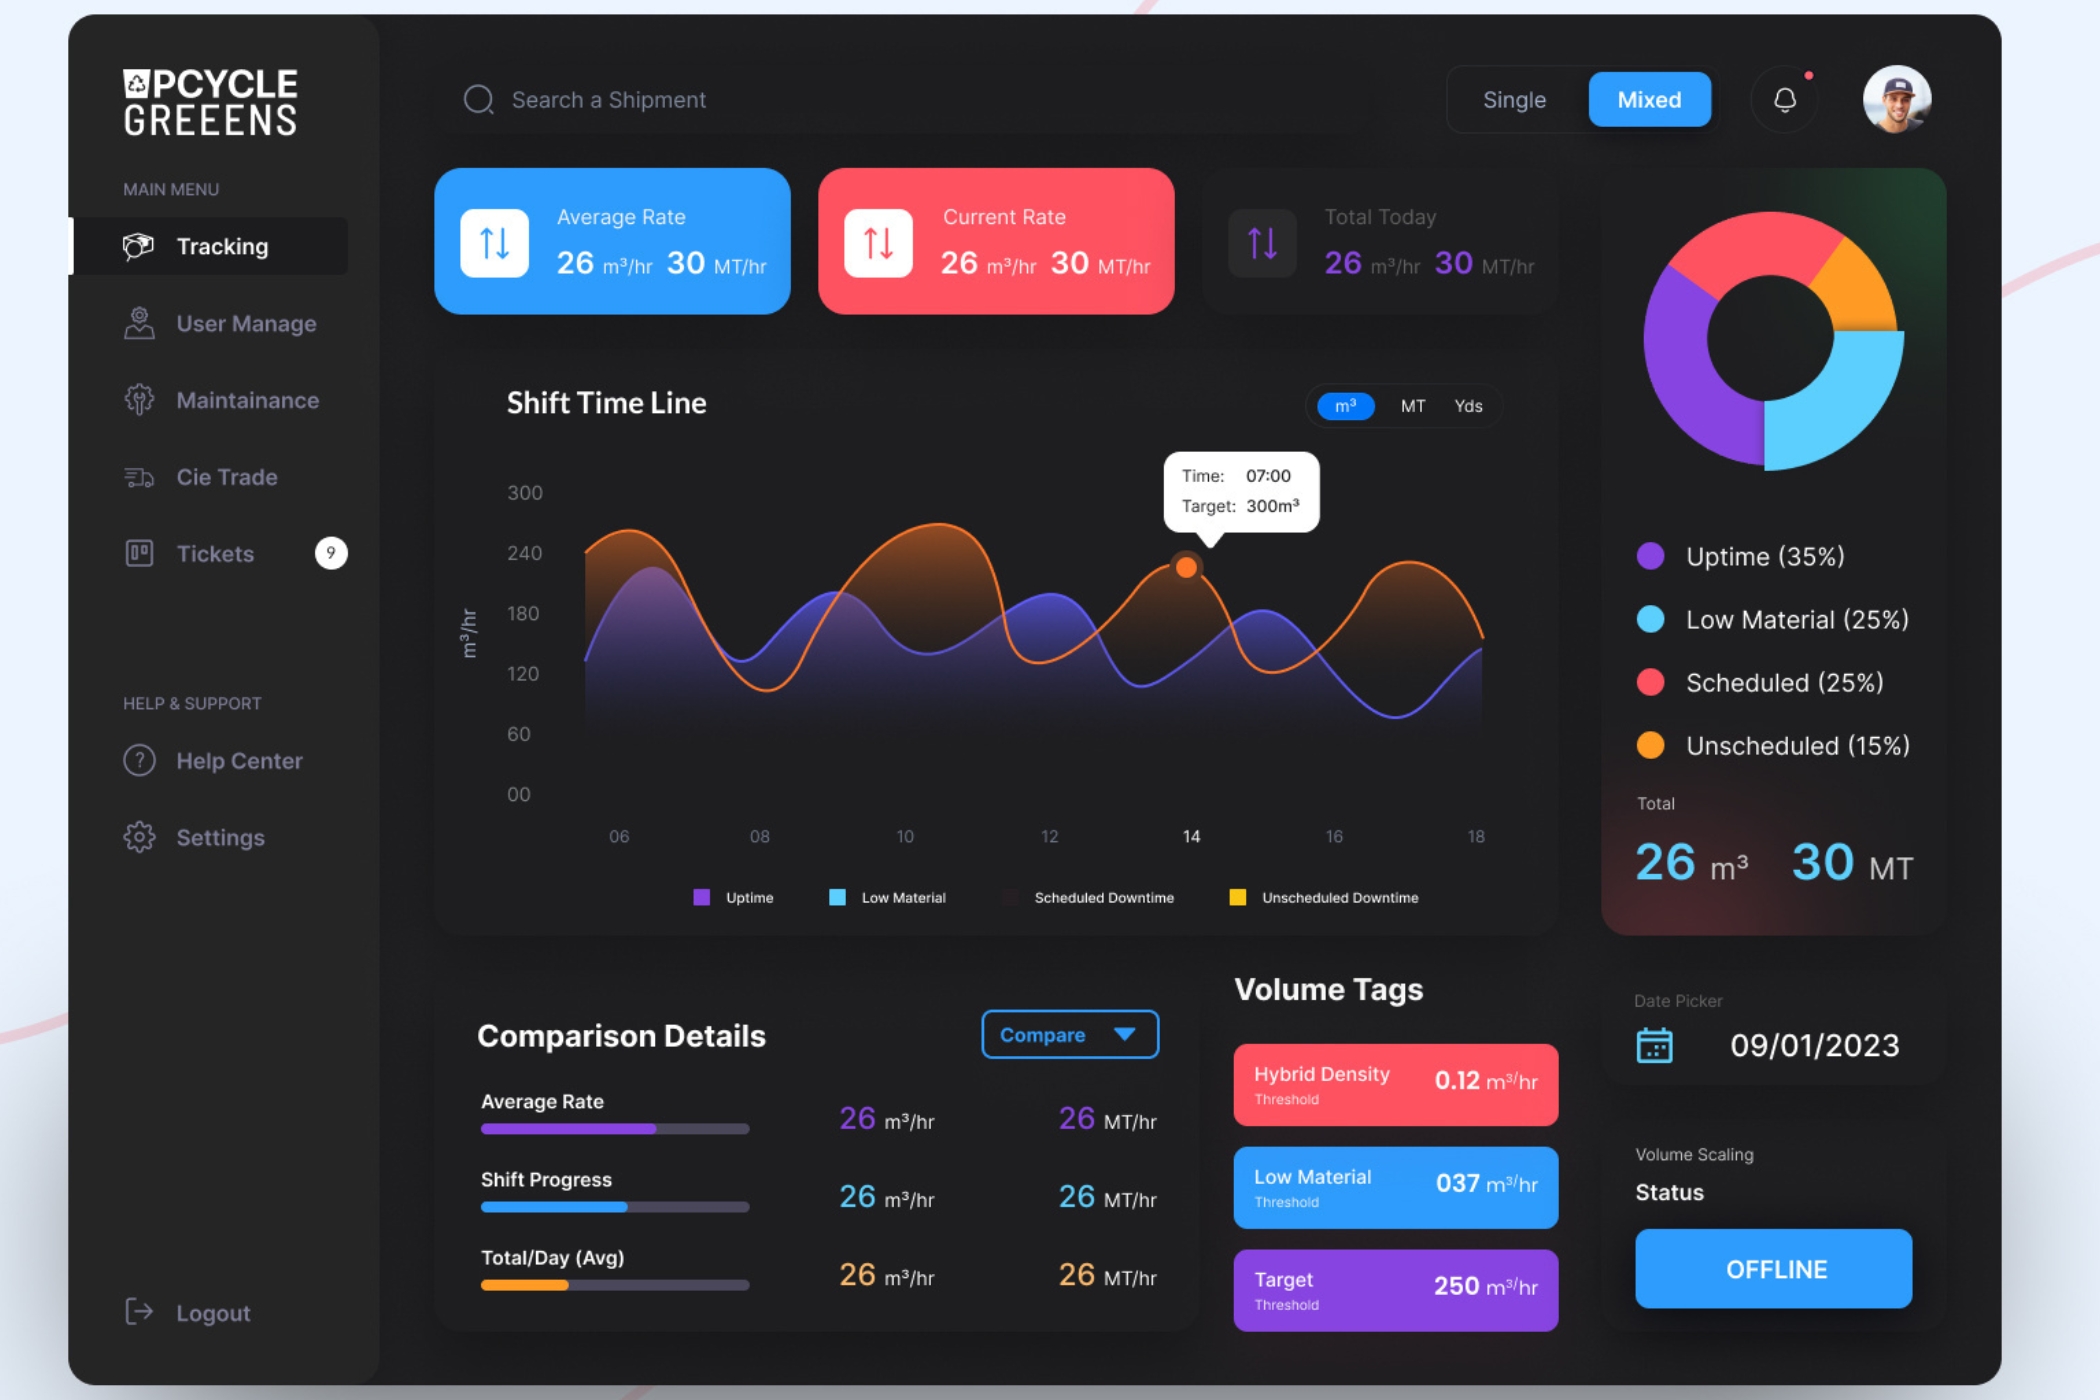 UPCYCLE
GREEENS
MAIN MENU
Tracking
User Manage
Maintainance
Cie Trade
Tickets 9
HELP & SUPPORT
? Help Center
Settings
Logout
Search a Shipment
Single Mixed
Average Rate
26 m³/hr 30 MT/hr
Current Rate
26 m³/hr 30 MT/hr
Total Today
26 m³/hr 30 MT/hr
Shift Time Line
m³ MT Yds
Time: 07:00
Target: 300m³
m³/hr
300
240
180
120
60
00
06 08 10 12 14 16 18
Uptime Low Material Scheduled Downtime Unscheduled Downtime
Uptime (35%)
Low Material (25%)
Scheduled (25%)
Unscheduled (15%)
Total
26 m³ 30 MT
Comparison Details
Compare
Average Rate
26 m³/hr 26 MT/hr
Shift Progress
26 m³/hr 26 MT/hr
Total/Day (Avg)
26 m³/hr 26 MT/hr
Volume Tags
Hybrid Density
Threshold
0.12 m³/hr
Low Material
Threshold
037 m³/hr
Target
Threshold
250 m³/hr
Date Picker
09/01/2023
Volume Scaling
Status
OFFLINE